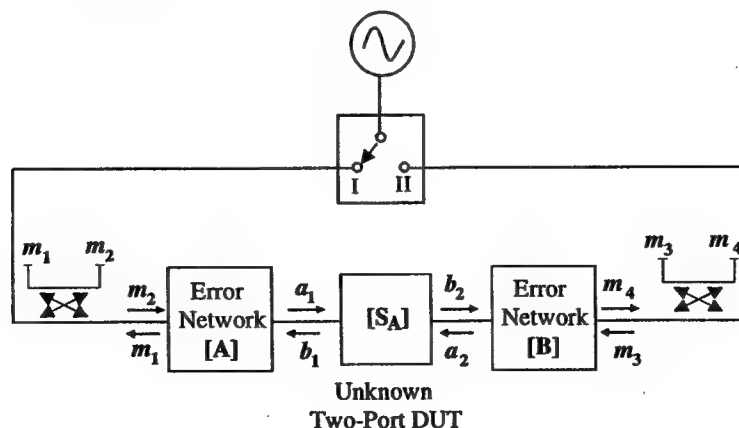 I II
m₁ m₂ m₃ m₄
m₂ Error Network [A] a₁ [S_A] b₂ Error Network [B] m₄
m₁ b₁ a₂ m₃
Unknown
Two-Port DUT